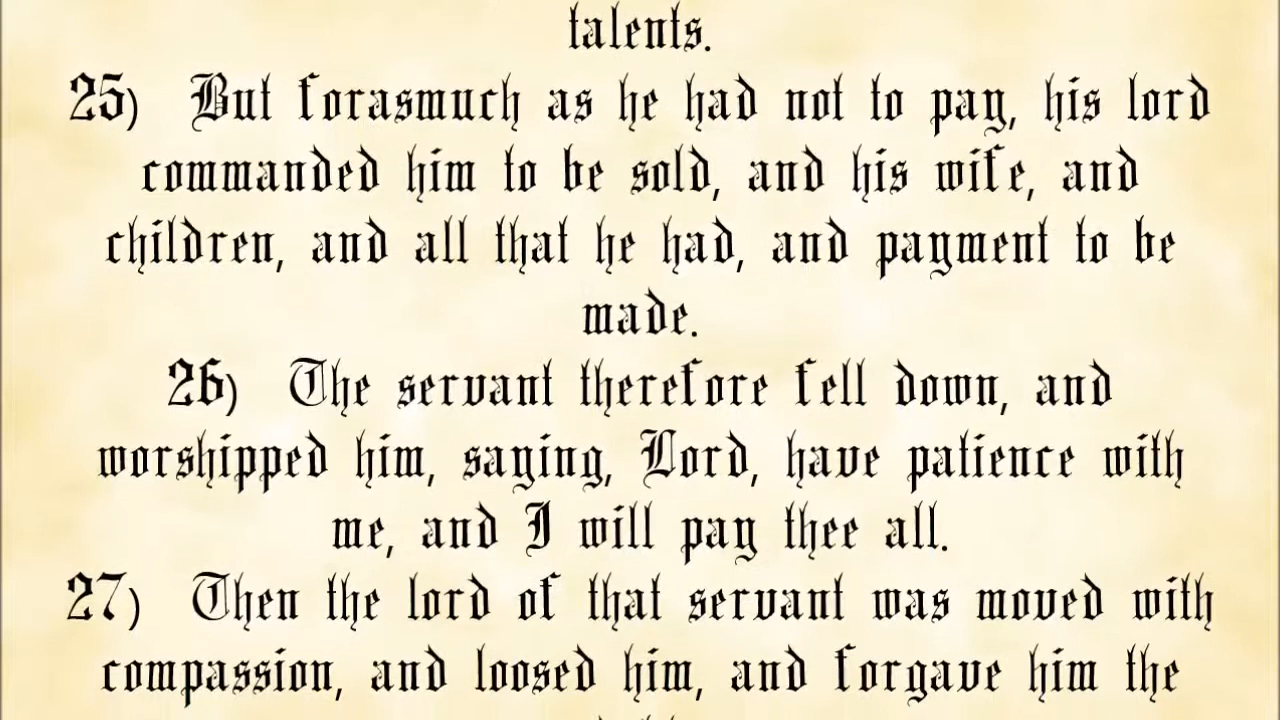 talents.
25) But forasmuch as he had not to pay, his lord
commanded him to be sold, and his wife, and
children, and all that he had, and payment to be
made.
26) The servant therefore fell down, and
worshipped him, saying, Lord, have patience with
me, and I will pay thee all.
27) Then the lord of that servant was moved with
compassion, and loosed him, and forgave him the